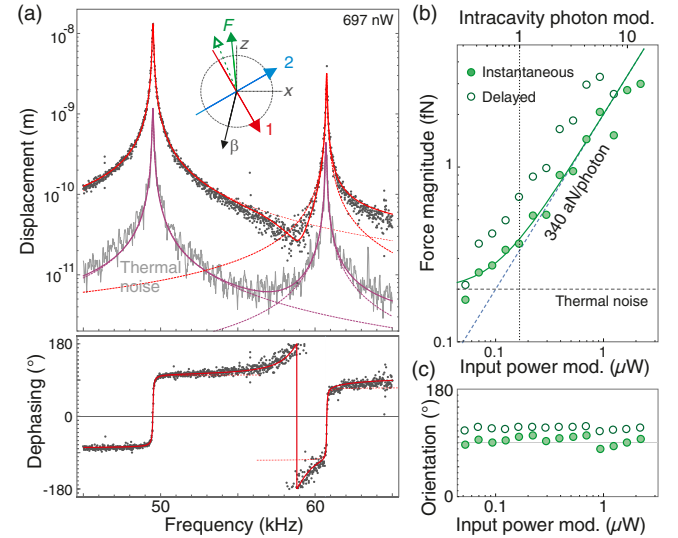 (a)
697 nW
Displacement (m)
10⁻⁸
10⁻⁹
10⁻¹⁰
10⁻¹¹
F
z
2
x
β
1
Thermal
noise
Dephasing (°)
180
0
-180
50
60
Frequency (kHz)
(b)
Intracavity photon mod.
1
10
Instantaneous
Delayed
Force magnitude (fN)
1
0.1
340 aN/photon
Thermal noise
0.1
1
Input power mod. (µW)
(c)
Orientation (°)
180
0
0.1
1
Input power mod. (µW)